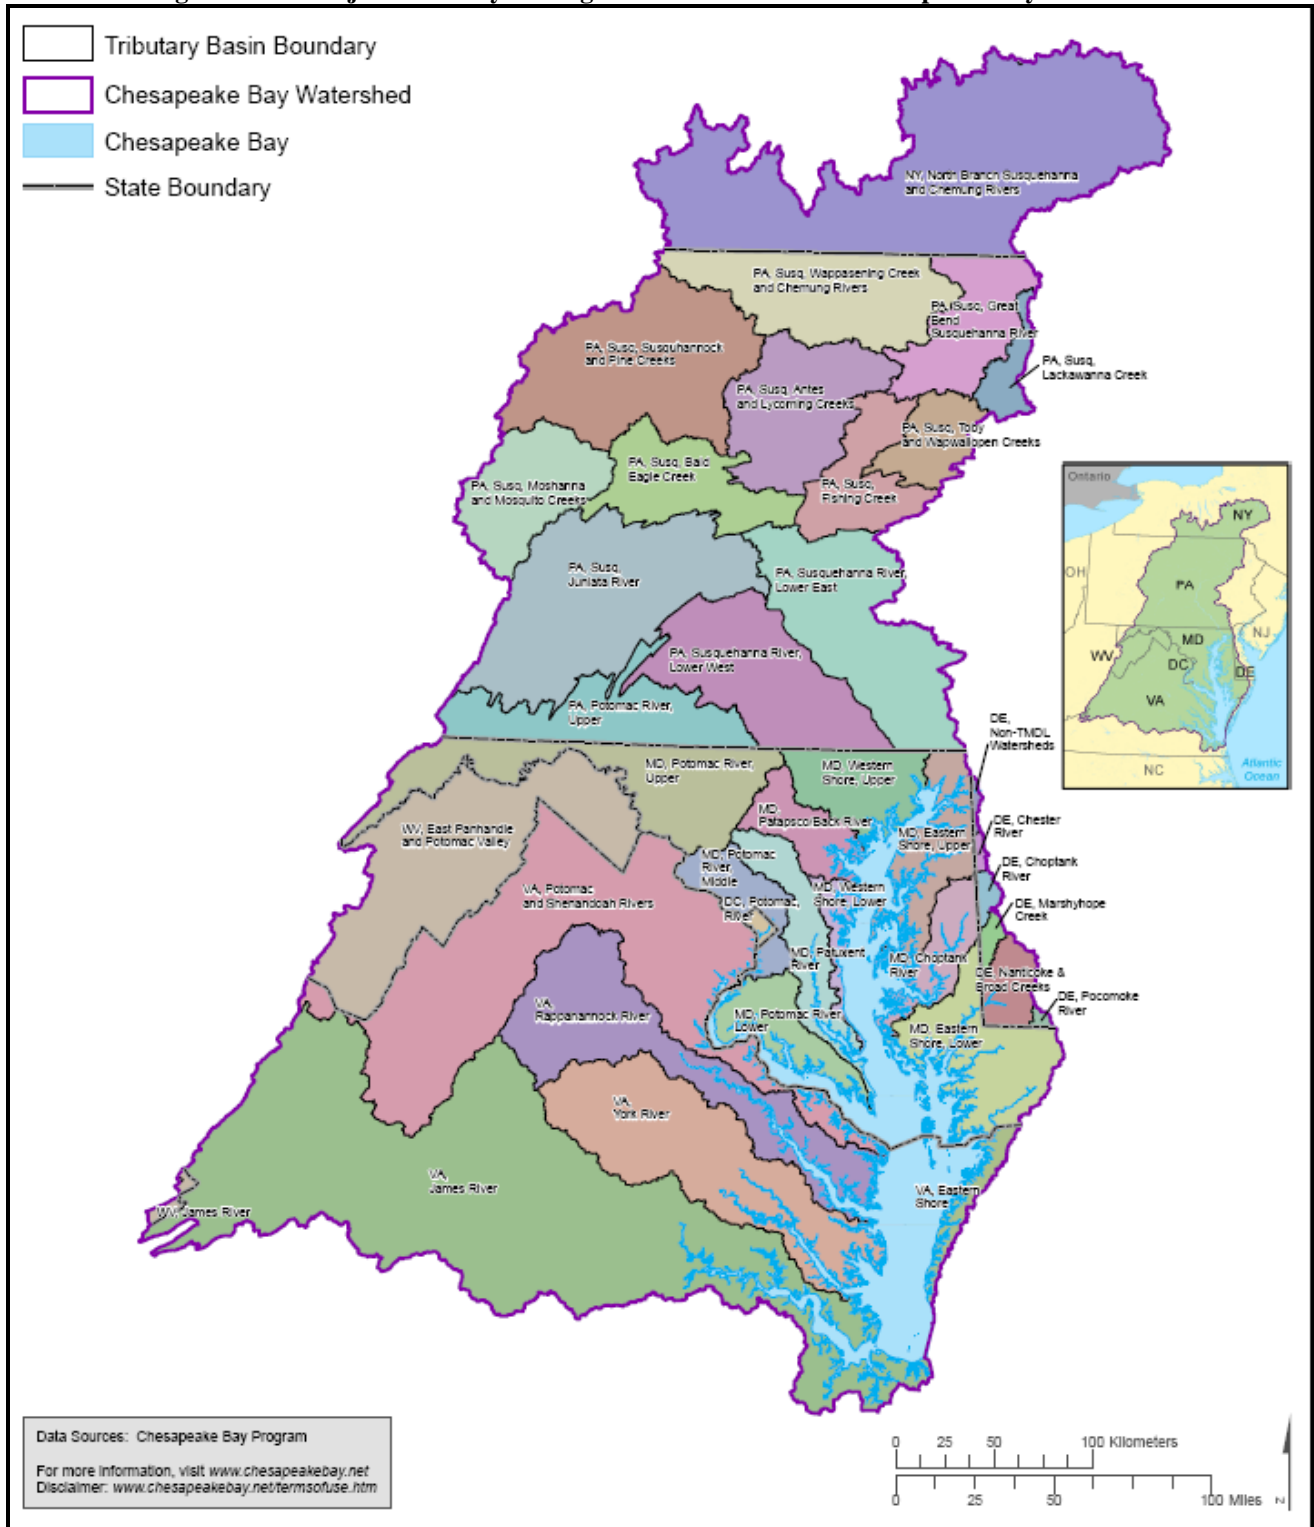 Tributary Basin Boundary
Chesapeake Bay Watershed
Chesapeake Bay
State Boundary
NY, North Branch Susquehanna
and Chemung Rivers
PA, Susq, Wappasening Creek
and Chemung Rivers
PA, Susq, Great
Bend
Susquehanna River
PA, Susq, Susquhannock
and Pine Creeks
PA, Susq,
Lackawanna Creek
PA, Susq, Antes
and Lycoming Creeks
PA, Susq, Toby
and Wapwallopen Creeks
PA, Susq, Bald
Eagle Creek
PA, Susq, Moshanna
and Mosquito Creeks
PA, Susq,
Fishing Creek
PA, Susq,
Juniata River
PA, Susquehanna River,
Lower East
PA, Susquehanna River,
Lower West
PA, Potomac River,
Upper
Ontario
NY
OH
PA
NJ
MD
WV
DC
DE
VA
NC
Atlantic
Ocean
DE,
Non-TMDL
Watersheds
MD, Potomac River,
Upper
MD, Western
Shore, Upper
MD,
Patapsco/Back River
MD, Eastern
Shore, Upper
DE, Chester
River
WV, East Panhandle
and Potomac Valley
MD, Potomac
River,
Middle
DE, Choptank
River
VA, Potomac
and Shenandoah Rivers
MD, Western
Shore, Lower
DC, Potomac,
River
DE, Marshyhope
Creek
MD, Patuxent
River
MD, Choptank
River
DE, Nanticoke &
Broad Creeks
DE, Pocomoke
River
VA,
Rappanannock River
MD, Potomac River,
Lower
MD, Eastern
Shore, Lower
VA,
York River
VA,
James River
VA, Eastern
Shore
WV, James River
Data Sources: Chesapeake Bay Program
For more information, visit www.chesapeakebay.net
Disclaimer: www.chesapeakebay.net/termsofuse.htm
0 25 50 100 Kilometers
0 25 50 100 Miles
N